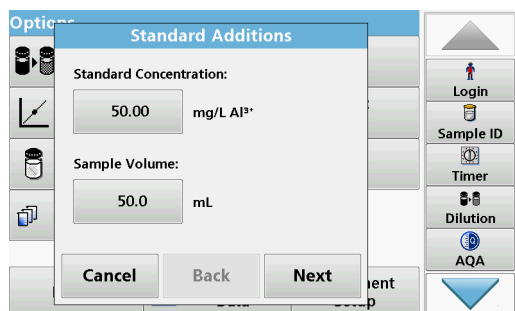 Options
Standard Additions
Standard Concentration:
50.00 mg/L Al³⁺
Sample Volume:
50.0 mL
Cancel Back Next
Login
Sample ID
Timer
Dilution
AQA